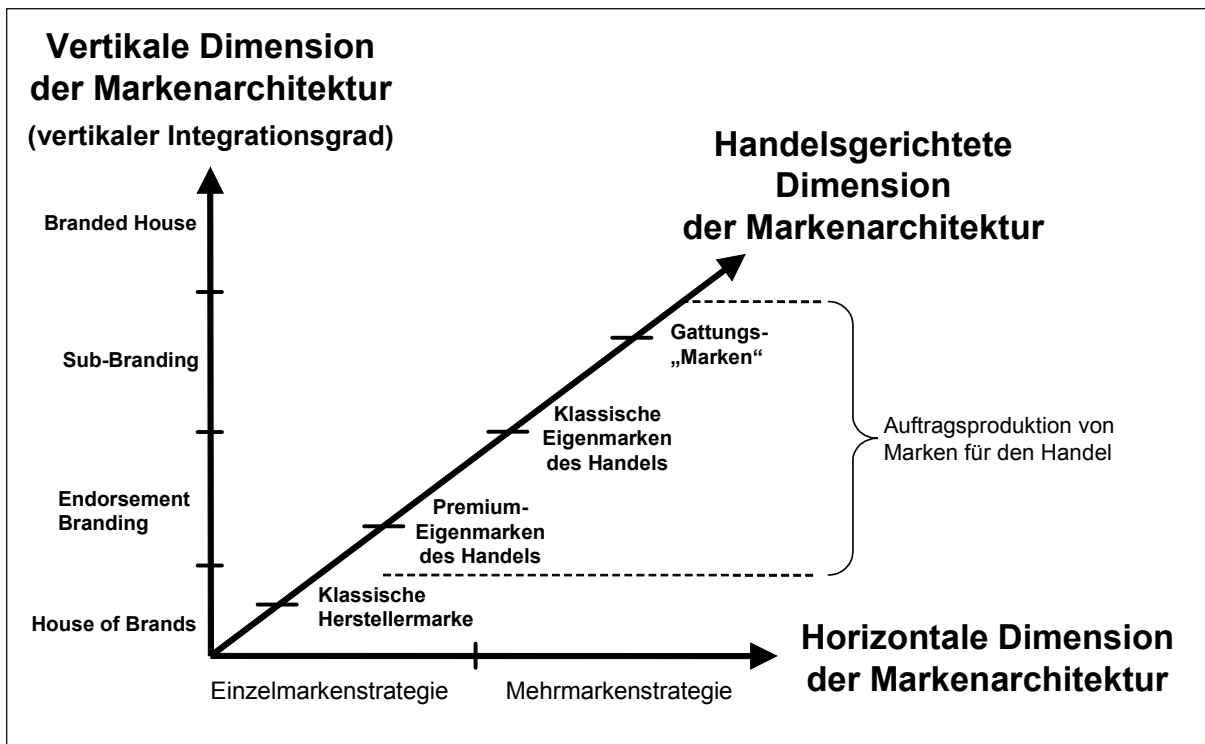 Vertikale Dimension
der Markenarchitektur
(vertikaler Integrationsgrad)
Handelsgerichtete
Dimension
der Markenarchitektur
Branded House
Sub-Branding
Endorsement
Branding
House of Brands
Gattungs-
„Marken“
Klassische
Eigenmarken
des Handels
Premium-
Eigenmarken
des Handels
Klassische
Herstellermarke
Auftragsproduktion von
Marken für den Handel
Horizontale Dimension
der Markenarchitektur
Einzelmarkenstrategie
Mehrmarkenstrategie